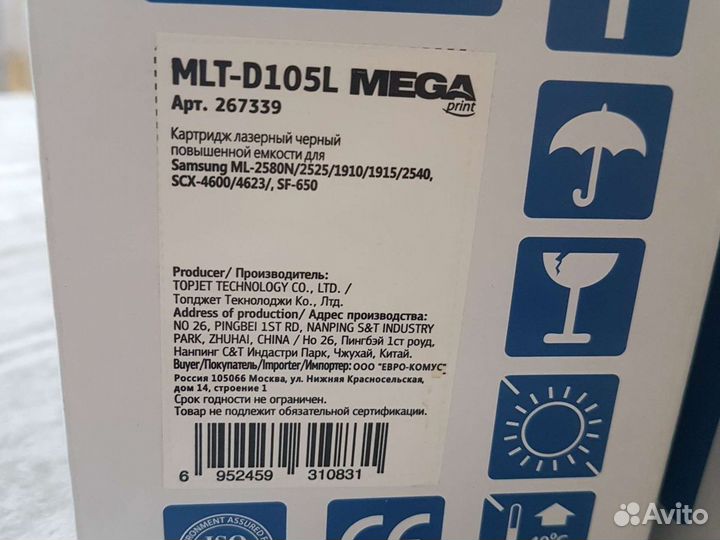 MLT-D105L MEGA print
Арт. 267339
Картридж лазерный черный
повышенной емкости для
Samsung ML-2580N/2525/1910/1915/2540,
SCX-4600/4623/, SF-650
Producer/ Производитель:
TOPJET TECHNOLOGY CO., LTD. /
Топджет Текнолоджи Ко., Лтд.
Address of production/ Адрес производства:
NO 26, PINGBEI 1ST RD, NANPING S&T INDUSTRY
PARK, ZHUHAI, CHINA / Но 26, Пингбэй 1ст роуд,
Нанпинг С&Т Индастри Парк, Чжухай, Китай.
Buyer/Покупатель/Importer/Импортер: ООО "ЕВРО-КОМУС"
Россия 105066 Москва, ул. Нижняя Красносельская,
дом 14, строение 1
Срок годности не ограничен.
Товар не подлежит обязательной сертификации.
6 952459 310831
ISO
CE
40°C
Avito